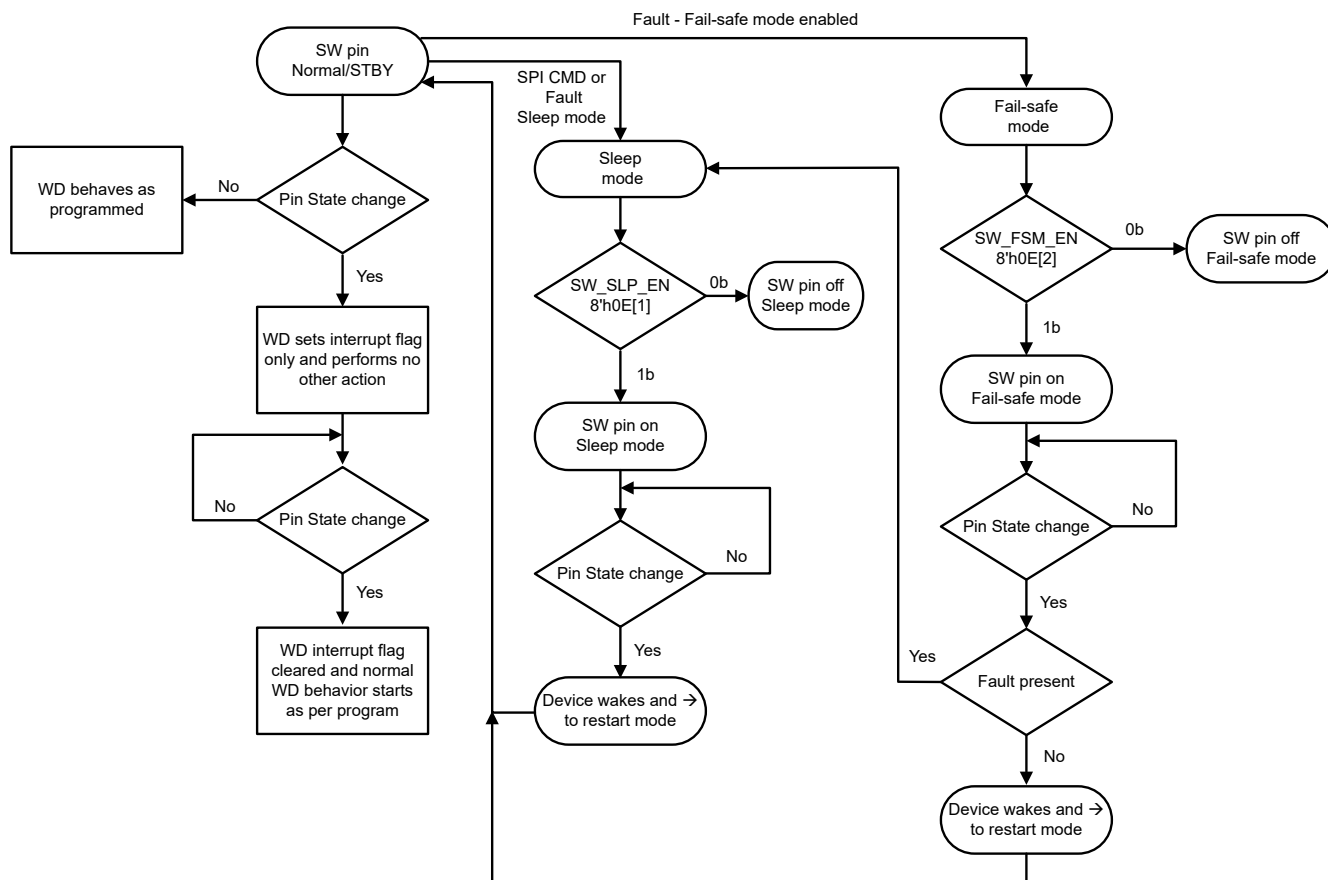 Fault - Fail-safe mode enabled
SW pin
Normal/STBY
SPI CMD or
Fault
Sleep mode
Fail-safe
mode
Sleep
mode
WD behaves as
programmed
No
Pin State change
Yes
SW_FSM_EN
8'h0E[2]
0b
SW pin off
Fail-safe mode
SW_SLP_EN
8'h0E[1]
0b
SW pin off
Sleep mode
1b
1b
WD sets interrupt flag
only and performs no
other action
SW pin on
Fail-safe mode
SW pin on
Sleep mode
No
Pin State change
Yes
Pin State change
No
Yes
Pin State change
No
Yes
WD interrupt flag
cleared and normal
WD behavior starts
as per program
Yes
Fault present
No
Device wakes and →
to restart mode
Device wakes and →
to restart mode